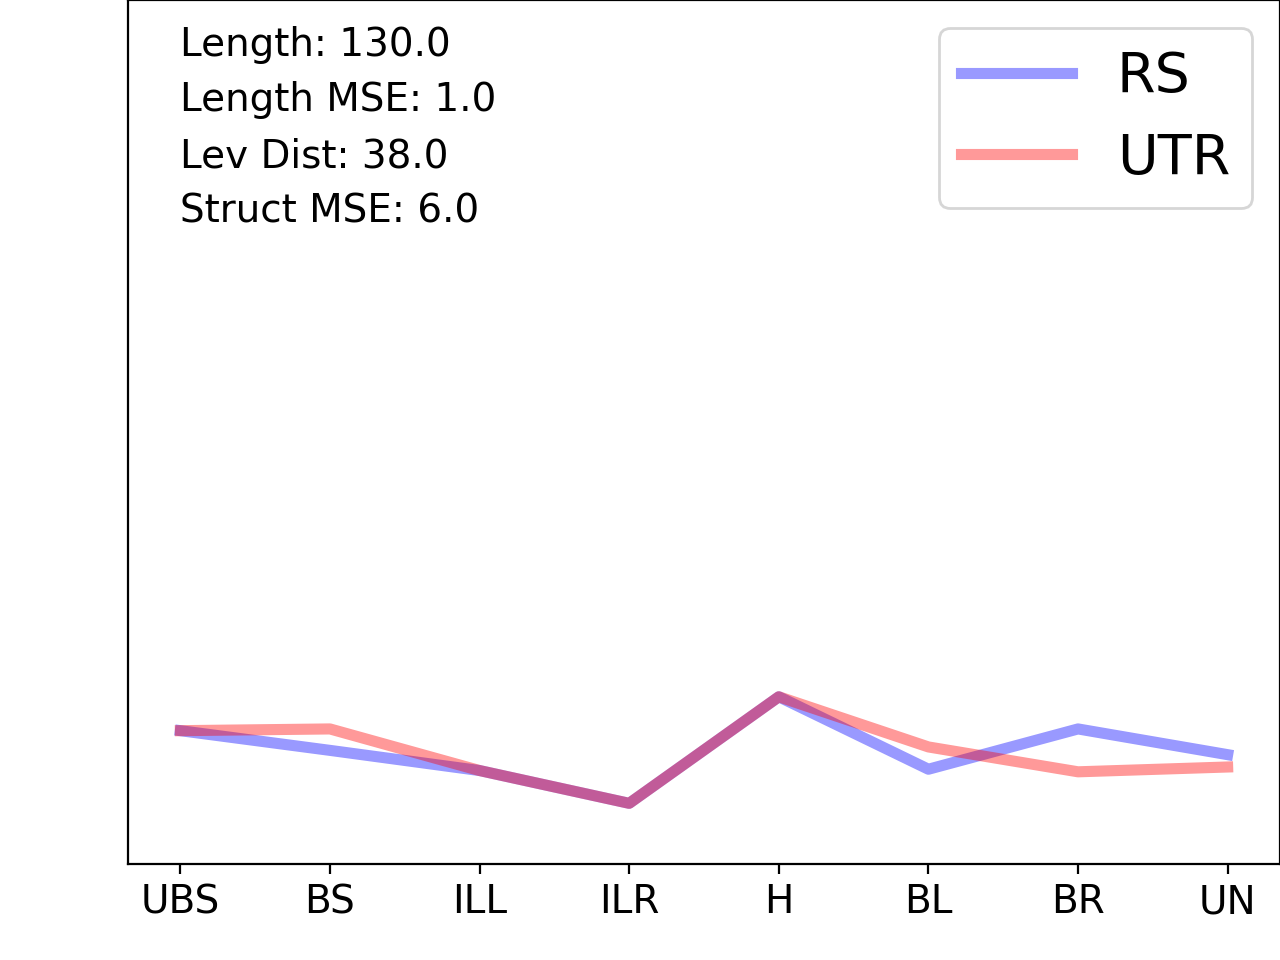 Length: 130.0
Length MSE: 1.0
Lev Dist: 38.0
Struct MSE: 6.0
RS
UTR
UBS BS ILL ILR H BL BR UN